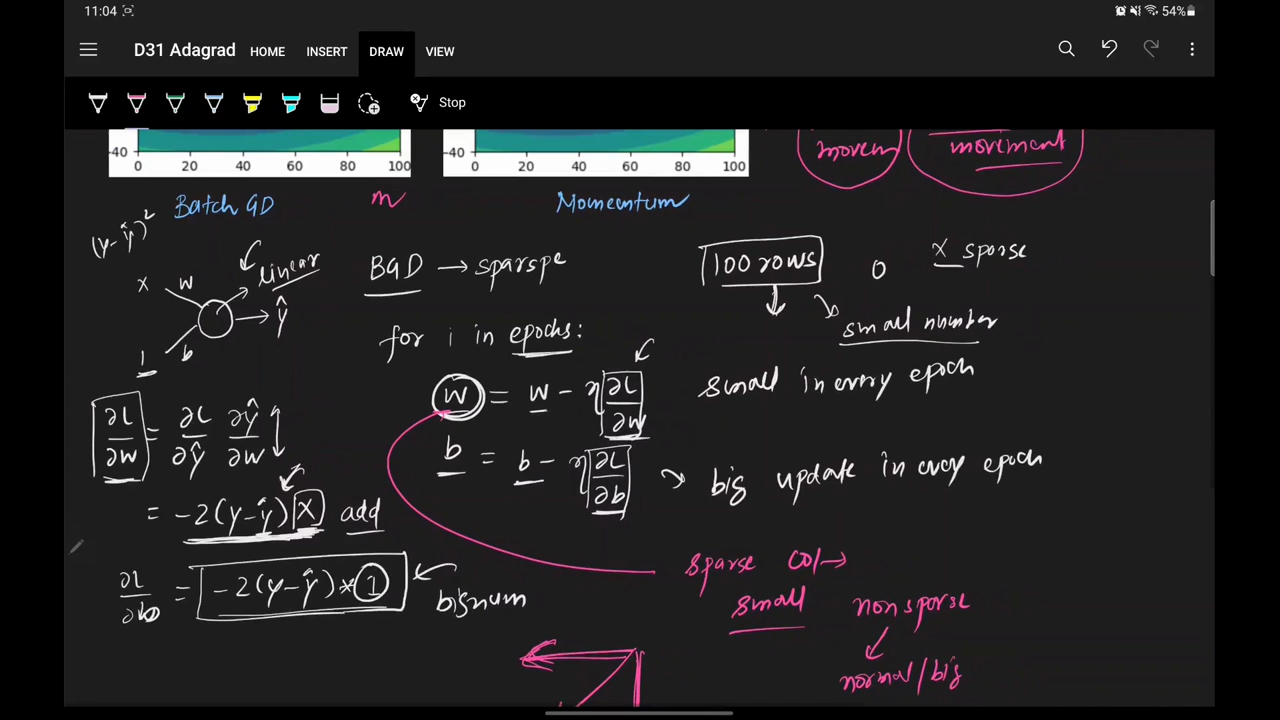 11:04 54%
D31 Adagrad HOME INSERT DRAW VIEW
Stop
-40 0 20 40 60 80 100
-40 0 20 40 60 80 100
movem movement
Batch GD m Momentum
(y-ŷ)²
x w linear
ŷ
1 b
BGD → sparspe
100 rows 0 X sparse
small number
for i in epochs:
w = w - η ∂L/∂w small in every epoch
b = b - η ∂L/∂b → big update in every epoch
∂L/∂w = ∂L/∂ŷ ∂ŷ/∂w
= -2(y-ŷ) X add
∂L/∂b = -2(y-ŷ)*1 bignum
sparse col→
small non sparse
normal/big